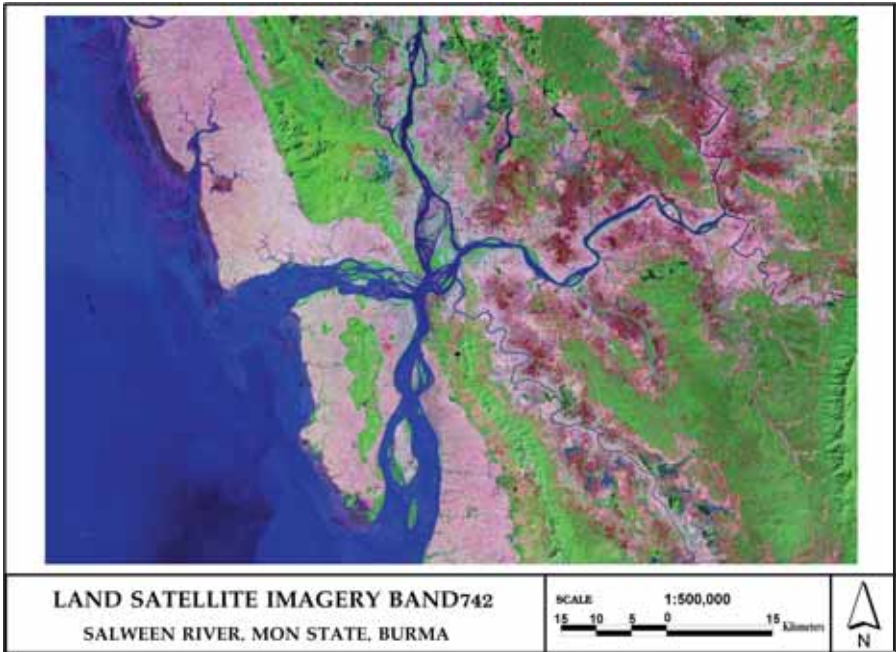 LAND SATELLITE IMAGERY BAND742
SALWEEN RIVER, MON STATE, BURMA
SCALE 1:500,000
15 10 5 0 15 Kilometers
N